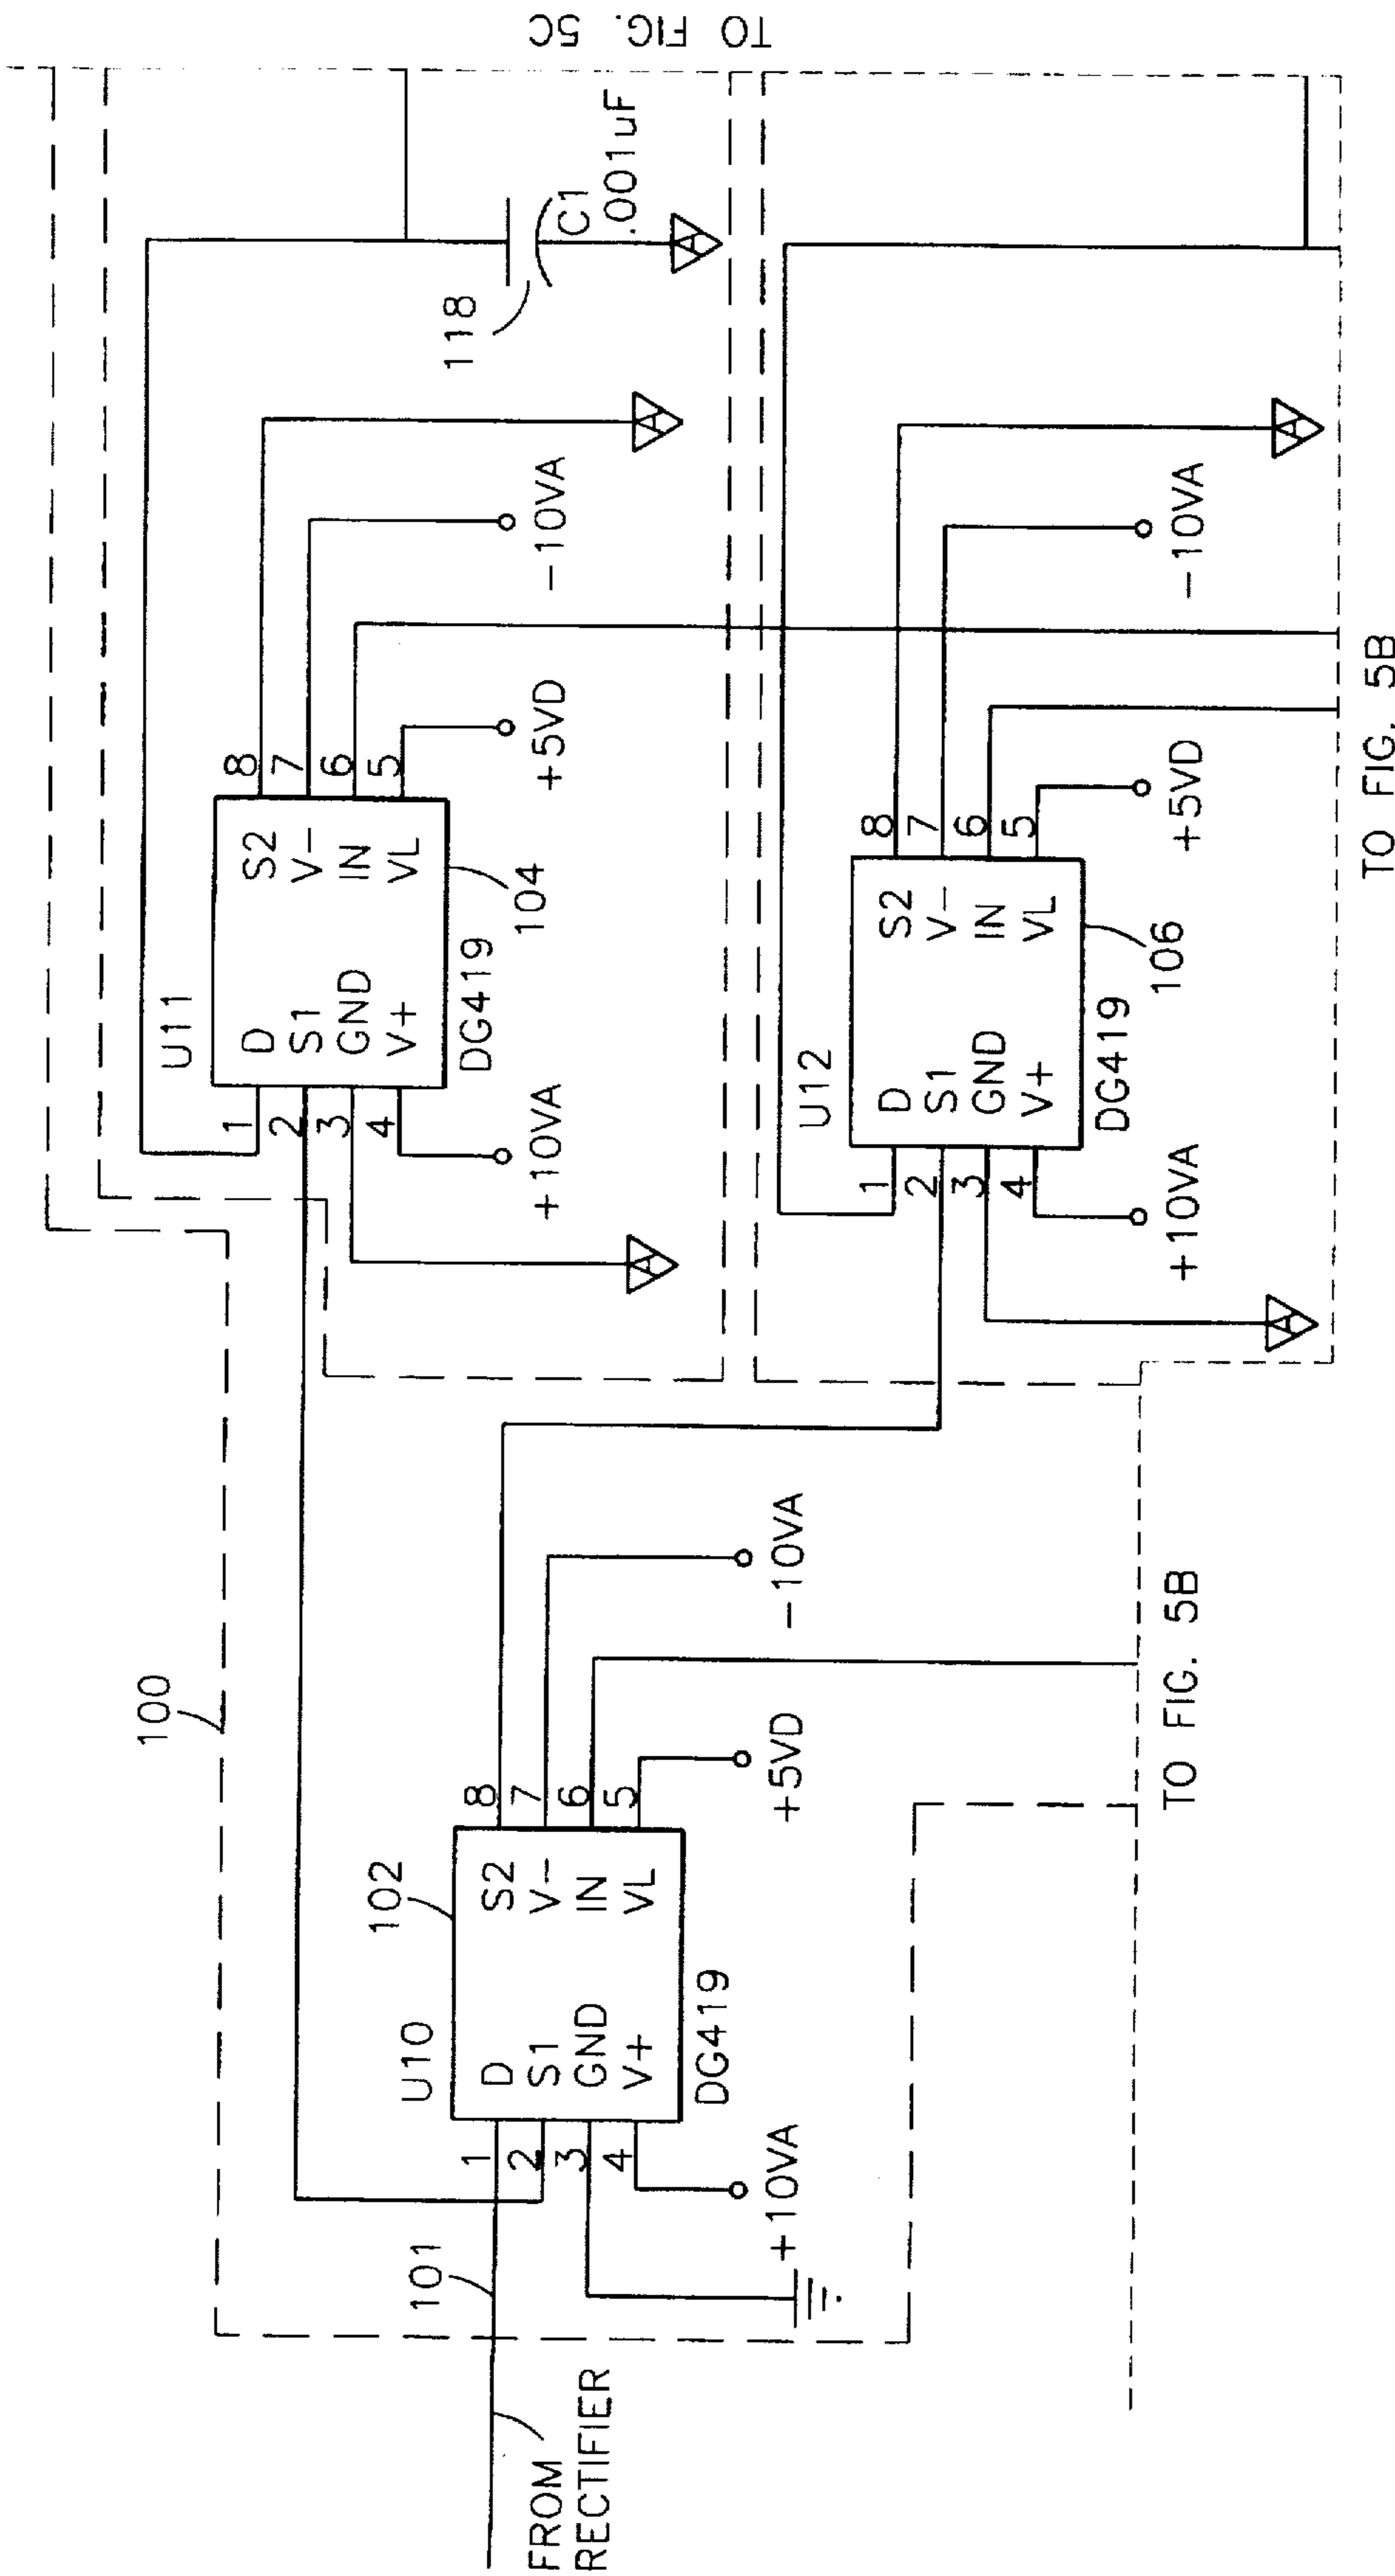 100
101
FROM
RECTIFIER
U10
102
1
2
3
4
D
S1
GND
V+
S2
V-
IN
VL
8
7
6
5
DG419
+10VA
+5VD
-10VA
TO FIG. 5B
U11
1
2
3
4
D
S1
GND
V+
S2
V-
IN
VL
8
7
6
5
DG419
104
+10VA
A
+5VD
-10VA
A
118
C1
.001uF
A
TO FIG. 5C
U12
1
2
3
4
D
S1
GND
V+
S2
V-
IN
VL
8
7
6
5
DG419
106
+10VA
A
+5VD
-10VA
A
TO FIG. 5B